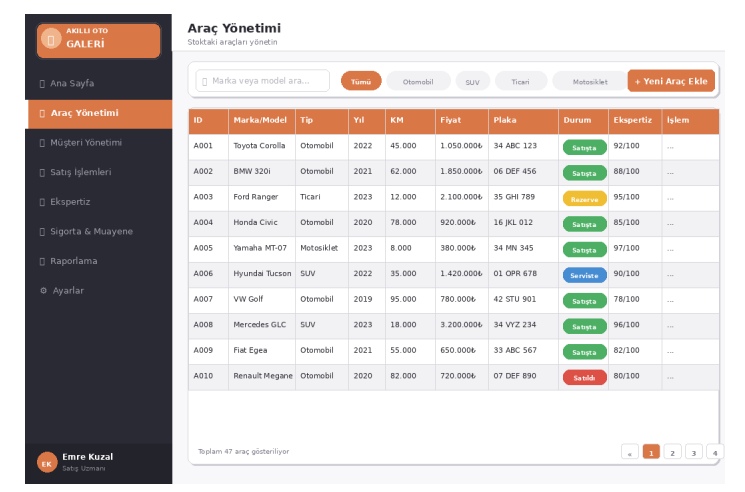 AKILLI OTO
GALERİ
Ana Sayfa
Araç Yönetimi
Müşteri Yönetimi
Satış İşlemleri
Ekspertiz
Sigorta & Muayene
Raporlama
⚙ Ayarlar
EK
Emre Kuzal
Satış Uzmanı
Araç Yönetimi
Stoktaki araçları yönetin
Marka veya model ara... Tümü Otomobil SUV Ticari Motosiklet + Yeni Araç Ekle
ID Marka/Model Tip Yıl KM Fiyat Plaka Durum Ekspertiz İşlem
A001 Toyota Corolla Otomobil 2022 45.000 1.050.000₺ 34 ABC 123 Satışta 92/100 ...
A002 BMW 320i Otomobil 2021 62.000 1.850.000₺ 06 DEF 456 Satışta 88/100 ...
A003 Ford Ranger Ticari 2023 12.000 2.100.000₺ 35 GHI 789 Rezerve 95/100 ...
A004 Honda Civic Otomobil 2020 78.000 920.000₺ 16 JKL 012 Satışta 85/100 ...
A005 Yamaha MT-07 Motosiklet 2023 8.000 380.000₺ 34 MN 345 Satışta 97/100 ...
A006 Hyundai Tucson SUV 2022 35.000 1.420.000₺ 01 OPR 678 Serviste 90/100 ...
A007 VW Golf Otomobil 2019 95.000 780.000₺ 42 STU 901 Satışta 78/100 ...
A008 Mercedes GLC SUV 2023 18.000 3.200.000₺ 34 VYZ 234 Satışta 96/100 ...
A009 Fiat Egea Otomobil 2021 55.000 650.000₺ 33 ABC 567 Satışta 82/100 ...
A010 Renault Megane Otomobil 2020 82.000 720.000₺ 07 DEF 890 Satıldı 80/100 ...
Toplam 47 araç gösteriliyor
« 1 2 3 4